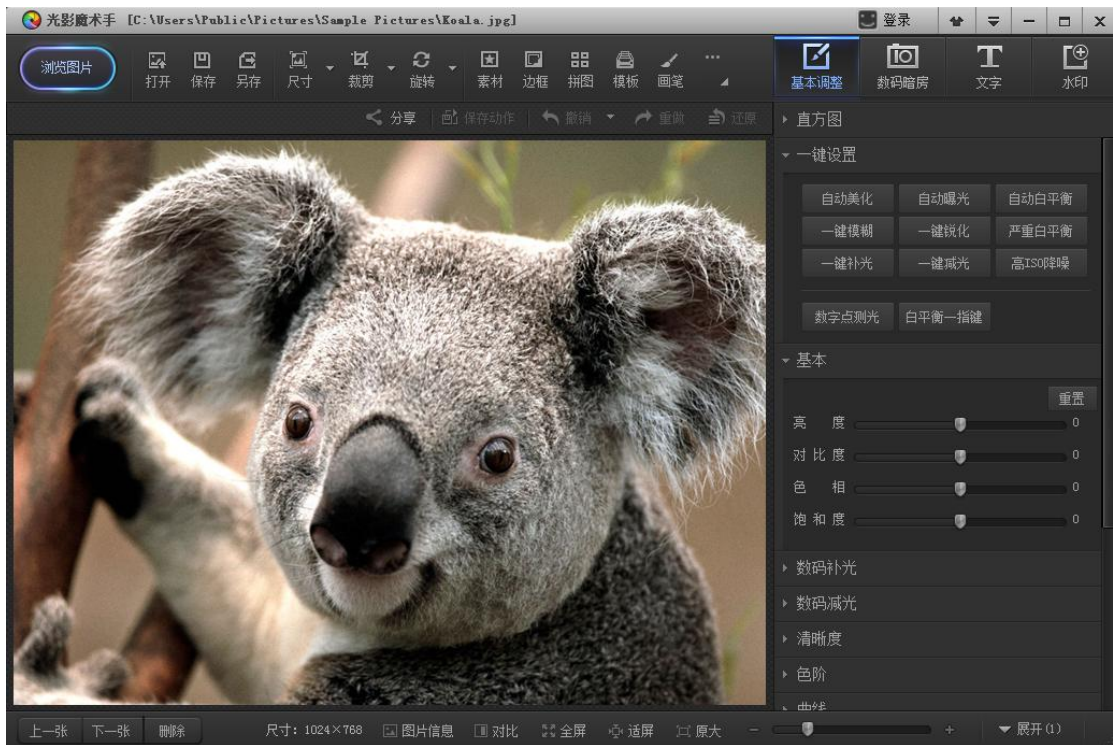 光影魔术手 [C:\Users\Public\Pictures\Sample Pictures\Koala.jpg] 登录
浏览图片 打开 保存 另存 尺寸 裁剪 旋转 素材 边框 拼图 模板 画笔 基本调整 数码暗房 文字 水印
分享 保存动作 撤销 重做 还原
直方图
一键设置
自动美化 自动曝光 自动白平衡
一键模糊 一键锐化 严重白平衡
一键补光 一键减光 高ISO降噪
数字点测光 白平衡一指键
基本
重置
亮度 0
对比度 0
色相 0
饱和度 0
数码补光
数码减光
清晰度
色阶
曲线
上一张 下一张 删除 尺寸: 1024×768 图片信息 对比 全屏 适屏 原大 展开(1)